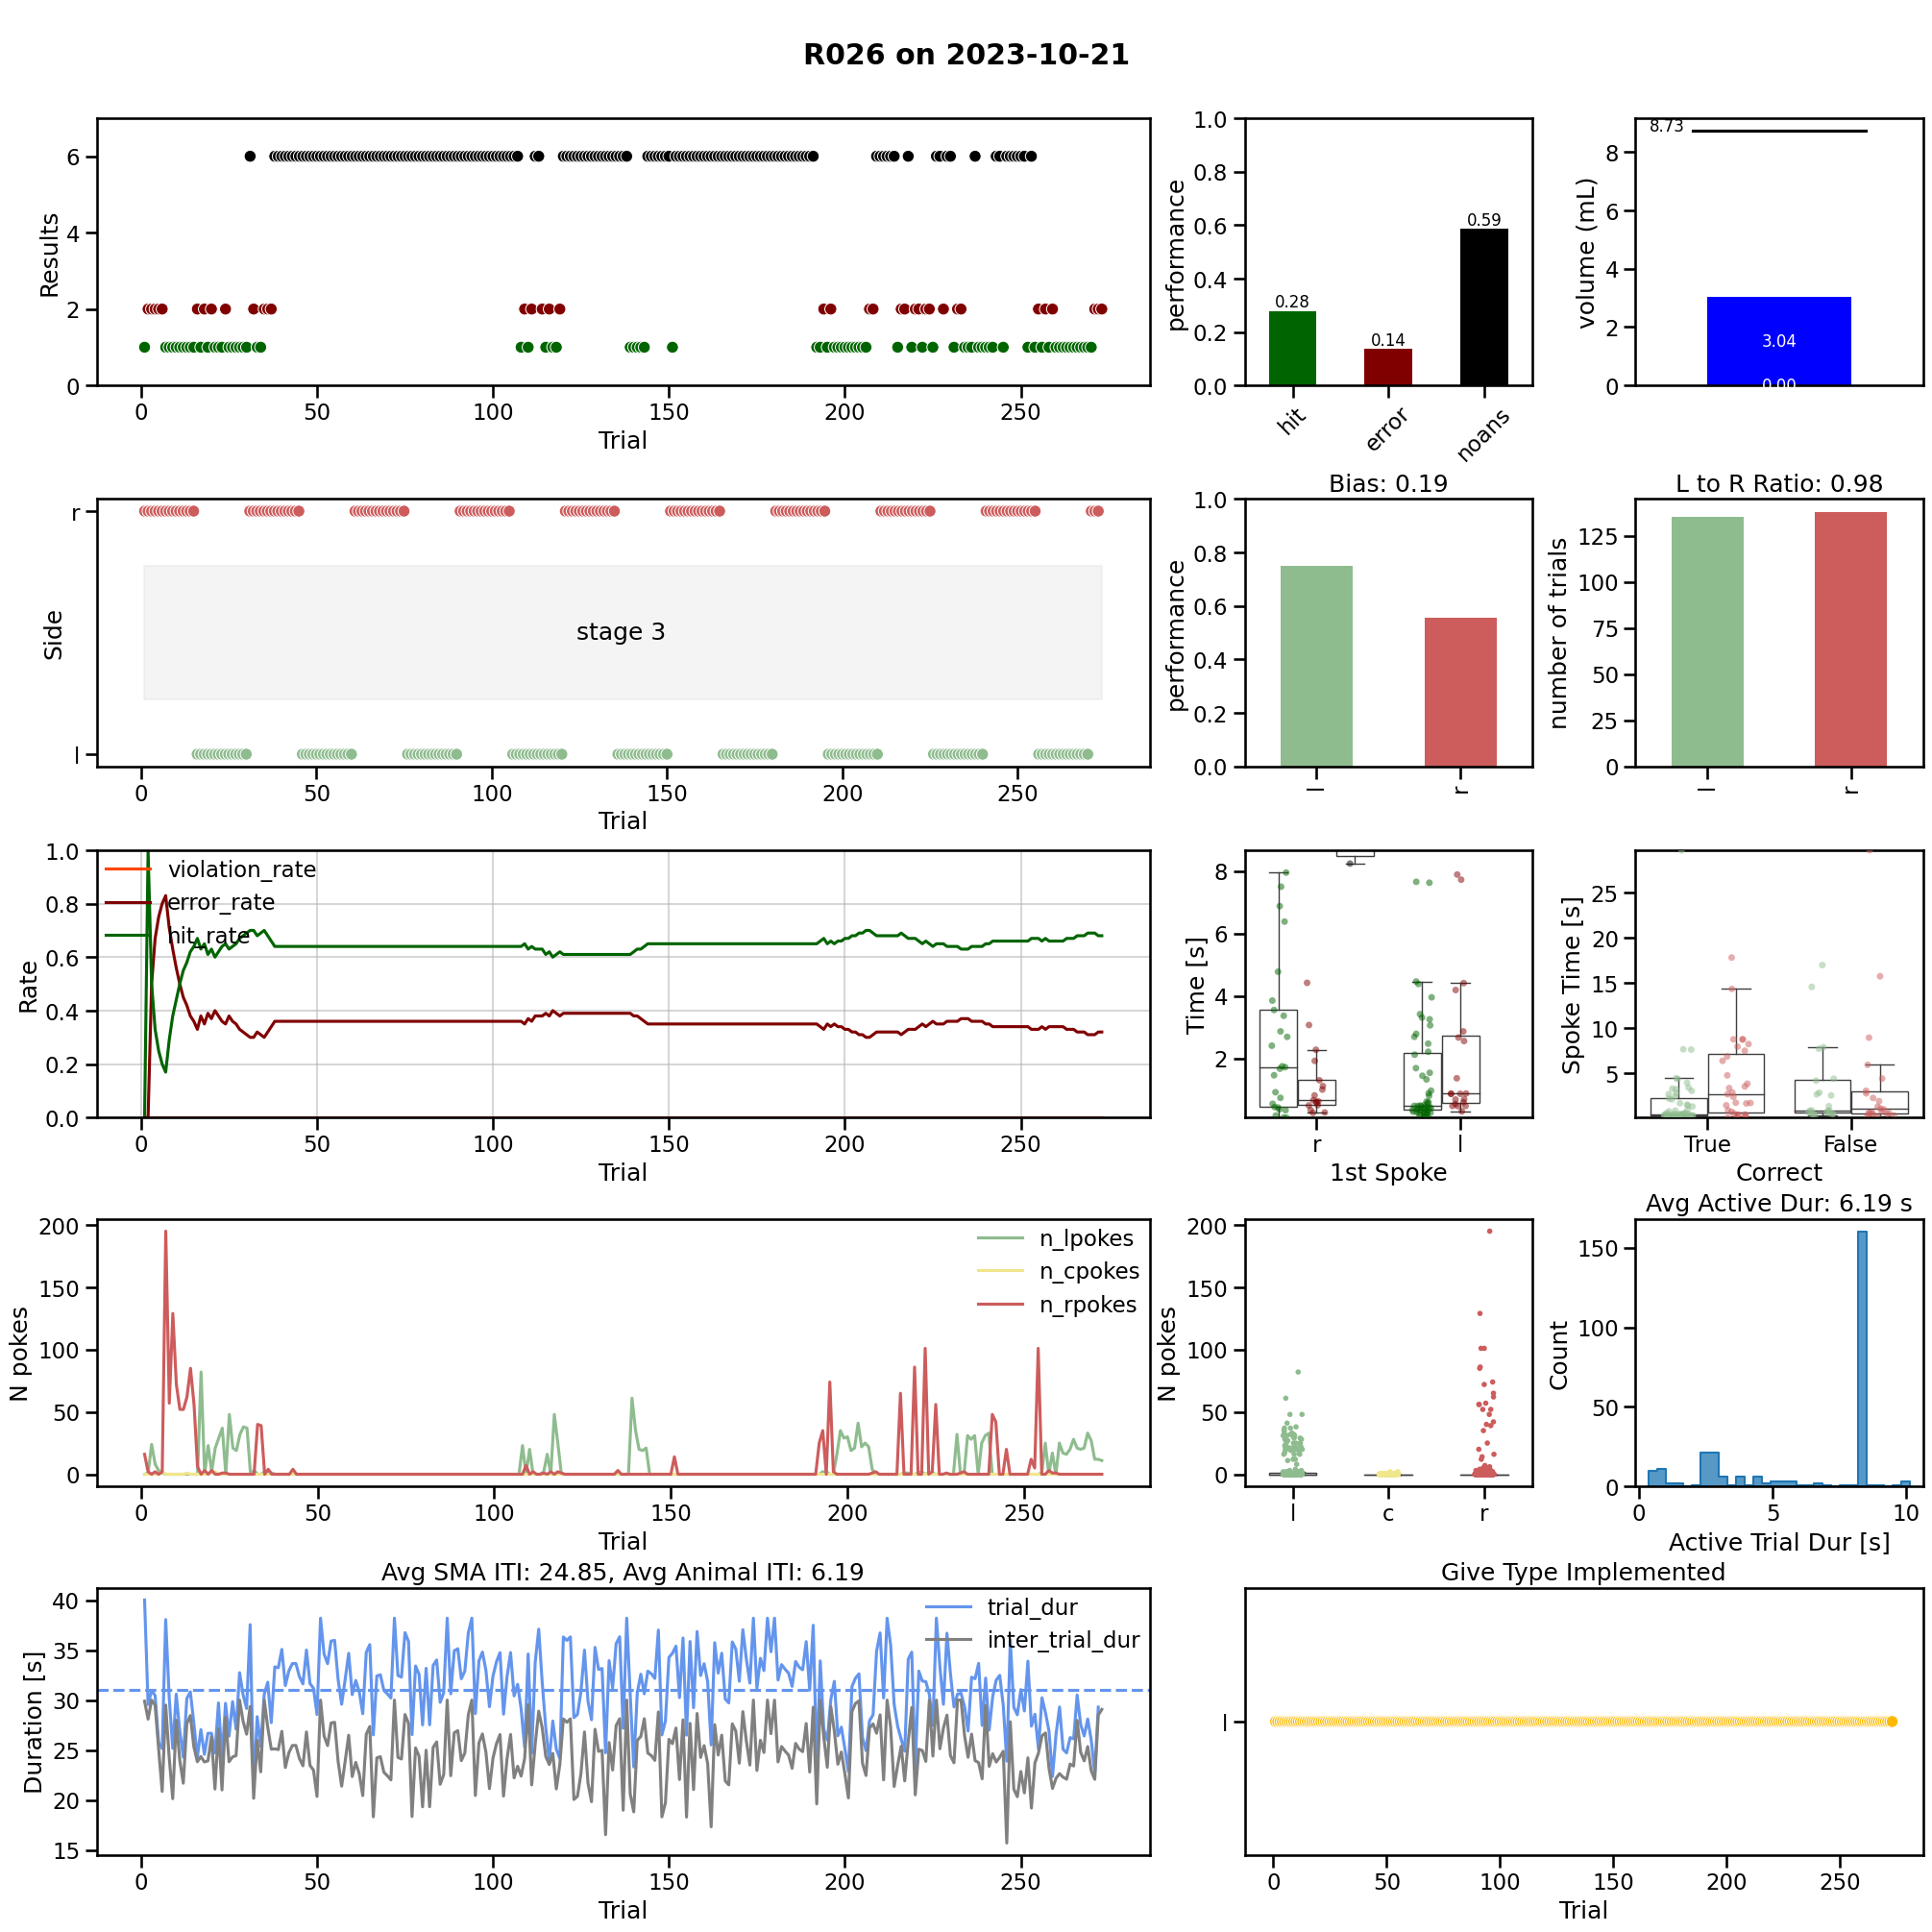 R026 on 2023-10-21
Results
6
4
2
0
0 50 100 150 200 250
Trial
performance
1.0
0.8
0.6
0.4
0.2
0.0
0.28
0.14
0.59
hit error noans
volume (mL)
8
6
4
2
0
8.73
3.04
0.00
Side
r
l
stage 3
0 50 100 150 200 250
Trial
Bias: 0.19
performance
1.0
0.8
0.6
0.4
0.2
0.0
l r
L to R Ratio: 0.98
number of trials
125
100
75
50
25
0
l r
Rate
1.0
0.8
0.6
0.4
0.2
0.0
violation_rate
error_rate
hit_rate
0 50 100 150 200 250
Trial
Time [s]
8
6
4
2
r l
1st Spoke
Spoke Time [s]
25
20
15
10
5
True False
Correct
N pokes
200
150
100
50
0
n_lpokes
n_cpokes
n_rpokes
0 50 100 150 200 250
Trial
N pokes
200
150
100
50
0
l c r
Avg Active Dur: 6.19 s
Count
150
100
50
0
0 5 10
Active Trial Dur [s]
Avg SMA ITI: 24.85, Avg Animal ITI: 6.19
Duration [s]
40
35
30
25
20
15
trial_dur
inter_trial_dur
0 50 100 150 200 250
Trial
Give Type Implemented
l
0 50 100 150 200 250
Trial